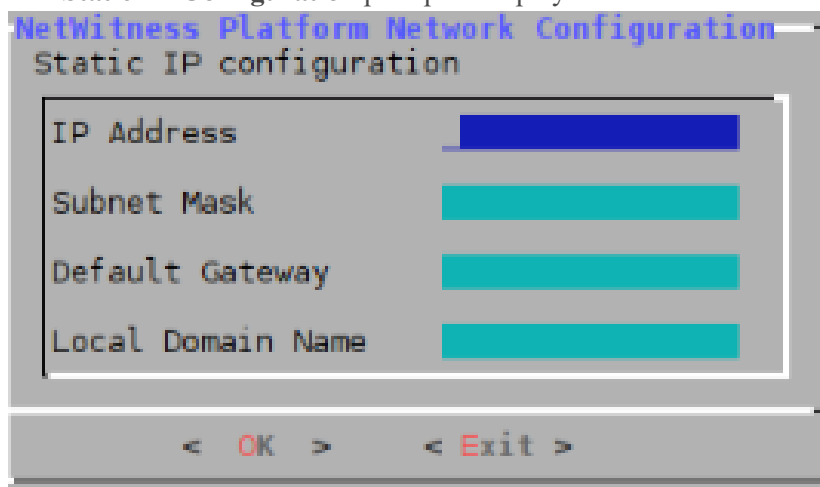 NetWitness Platform Network Configuration
Static IP configuration
IP Address
Subnet Mask
Default Gateway
Local Domain Name
< OK > < Exit >